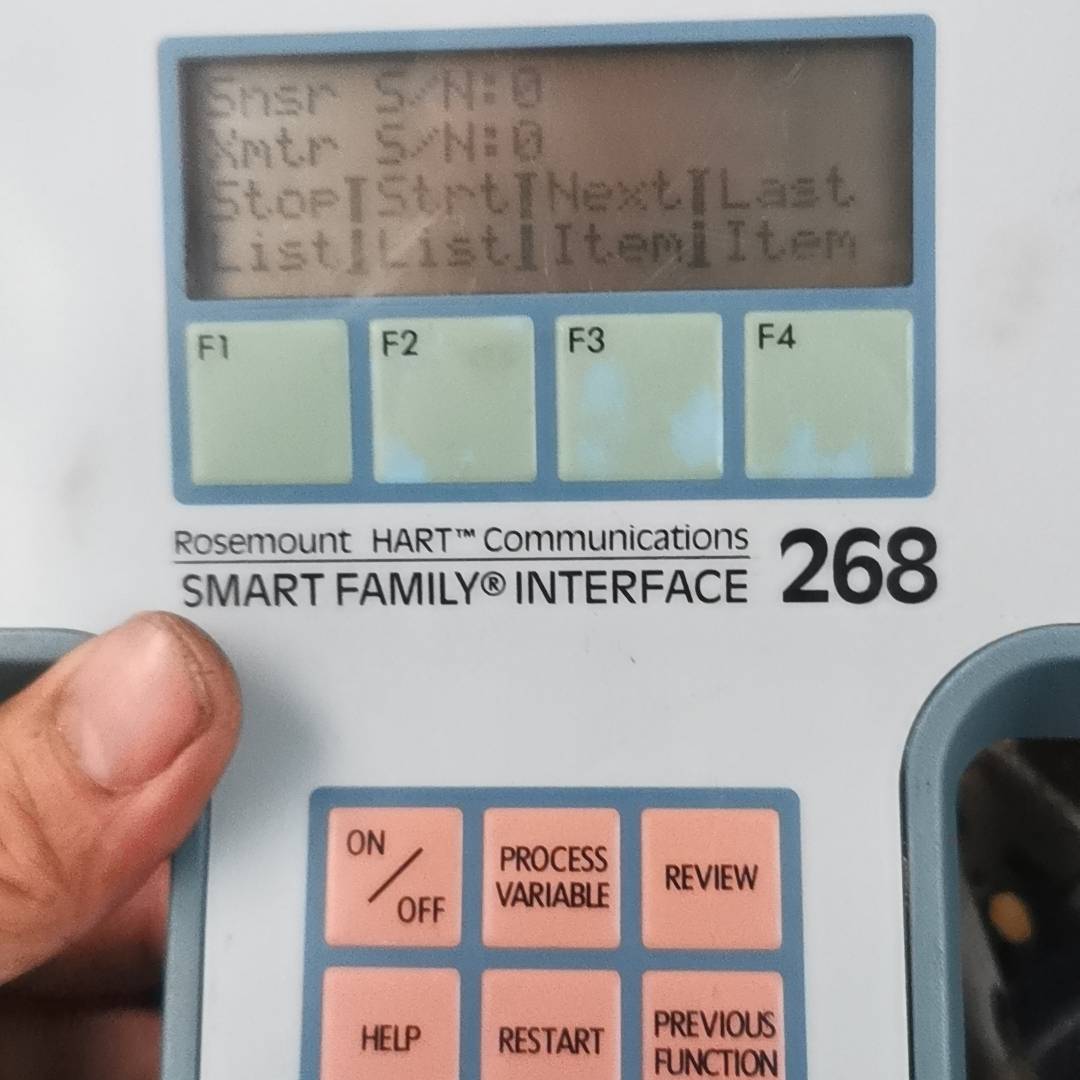 Snsr S/N:0
Xmtr S/N:0
Stop Strt Next Last
List List Item Item
F1 F2 F3 F4
Rosemount HART™ Communications
SMART FAMILY® INTERFACE 268
ON/OFF
PROCESS VARIABLE
REVIEW
HELP
RESTART
PREVIOUS FUNCTION